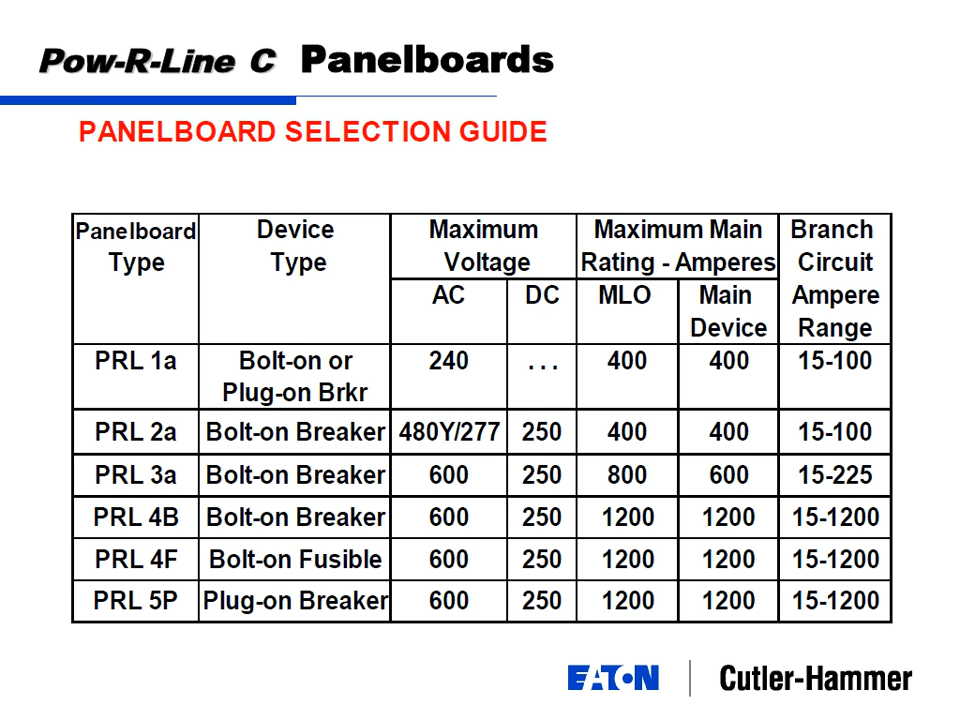 Pow-R-Line C Panelboards
PANELBOARD SELECTION GUIDE
Panelboard Type Device Type Maximum Voltage Maximum Main Rating - Amperes Branch Circuit Ampere Range
AC DC MLO Main Device
PRL 1a Bolt-on or Plug-on Brkr 240 . . . 400 400 15-100
PRL 2a Bolt-on Breaker 480Y/277 250 400 400 15-100
PRL 3a Bolt-on Breaker 600 250 800 600 15-225
PRL 4B Bolt-on Breaker 600 250 1200 1200 15-1200
PRL 4F Bolt-on Fusible 600 250 1200 1200 15-1200
PRL 5P Plug-on Breaker 600 250 1200 1200 15-1200
EATON Cutler-Hammer